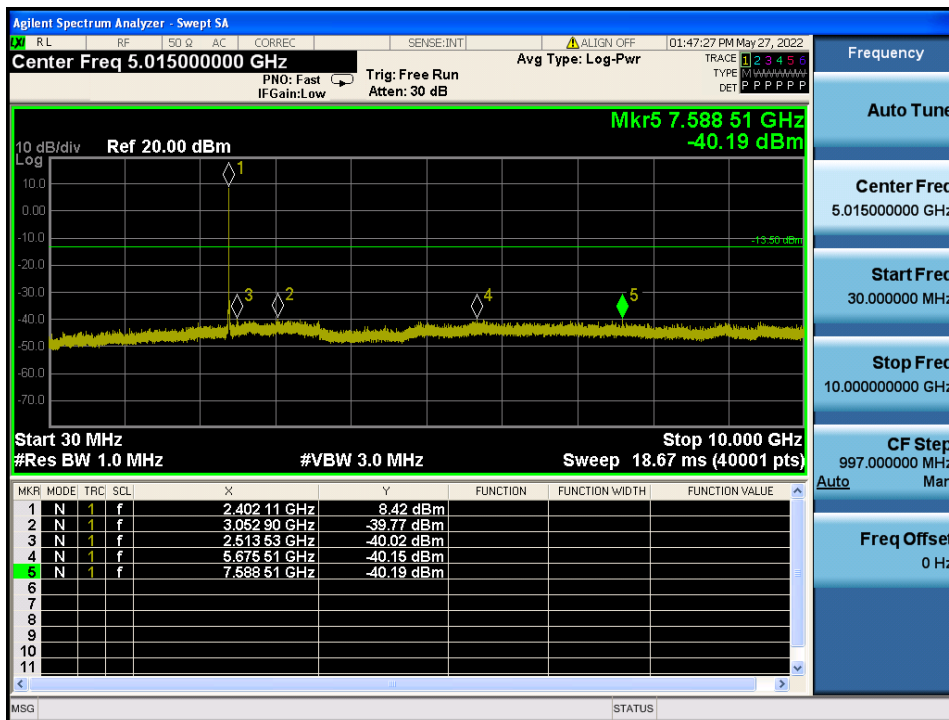 Agilent Spectrum Analyzer - Swept SA
LXI RL RF 50 Ω AC CORREC SENSE:INT ALIGN OFF 01:47:27 PM May 27, 2022
Center Freq 5.015000000 GHz
PNO: Fast
IFGain:Low
Trig: Free Run
Atten: 30 dB
Avg Type: Log-Pwr
TRACE 1 2 3 4 5 6
TYPE M WWWWW
DET P P P P P P
Mkr5 7.588 51 GHz
-40.19 dBm
10 dB/div Ref 20.00 dBm
Log
10.0
0.00
-10.0
-20.0
-30.0
-40.0
-50.0
-60.0
-70.0
1
3
2
4
5
-13.50 dBm
Start 30 MHz Stop 10.000 GHz
#Res BW 1.0 MHz #VBW 3.0 MHz Sweep 18.67 ms (40001 pts)
MKR MODE TRC SCL X Y FUNCTION FUNCTION WIDTH FUNCTION VALUE
1 N 1 f 2.402 11 GHz 8.42 dBm
2 N 1 f 3.052 90 GHz -39.77 dBm
3 N 1 f 2.513 53 GHz -40.02 dBm
4 N 1 f 5.675 51 GHz -40.15 dBm
5 N 1 f 7.588 51 GHz -40.19 dBm
6
7
8
9
10
11
MSG STATUS
Frequency
Auto Tune
Center Freq
5.015000000 GHz
Start Freq
30.000000 MHz
Stop Freq
10.000000000 GHz
CF Step
997.000000 MHz
Auto Man
Freq Offset
0 Hz